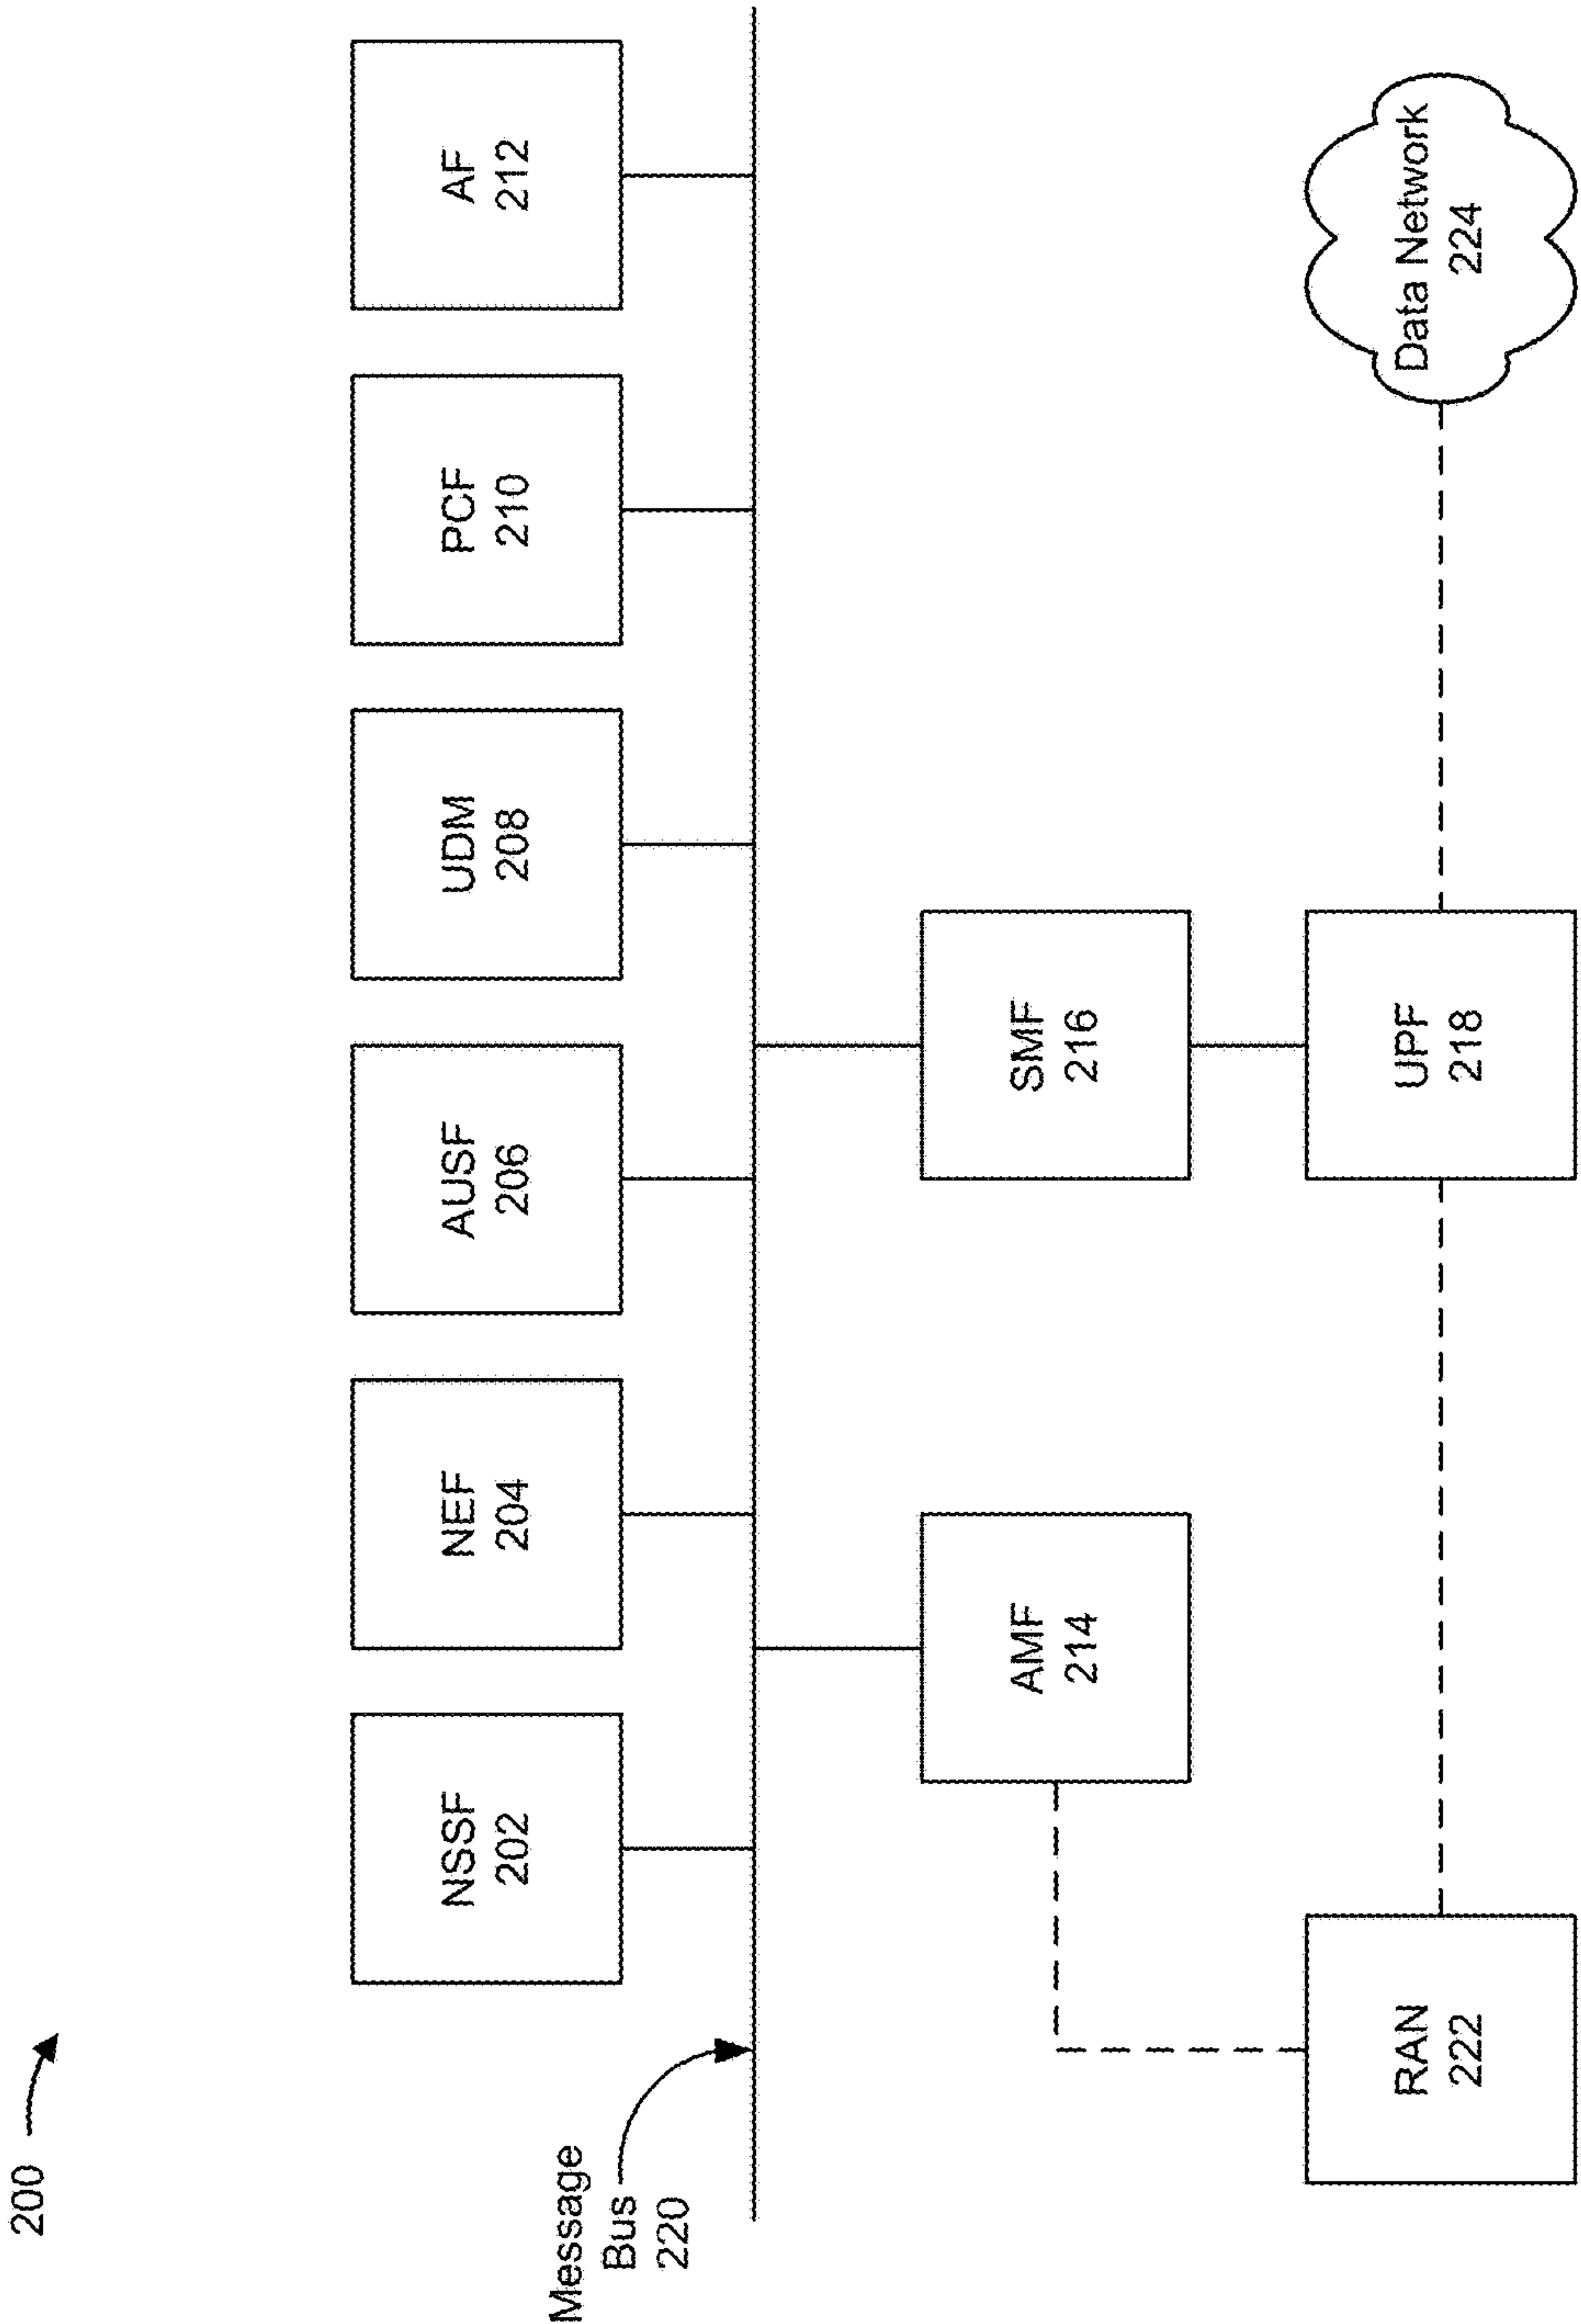 200
NSSF
202
NEF
204
AUSF
206
UDM
208
PCF
210
AF
212
Message
Bus
220
AMF
214
SMF
216
RAN
222
UPF
218
Data Network
224